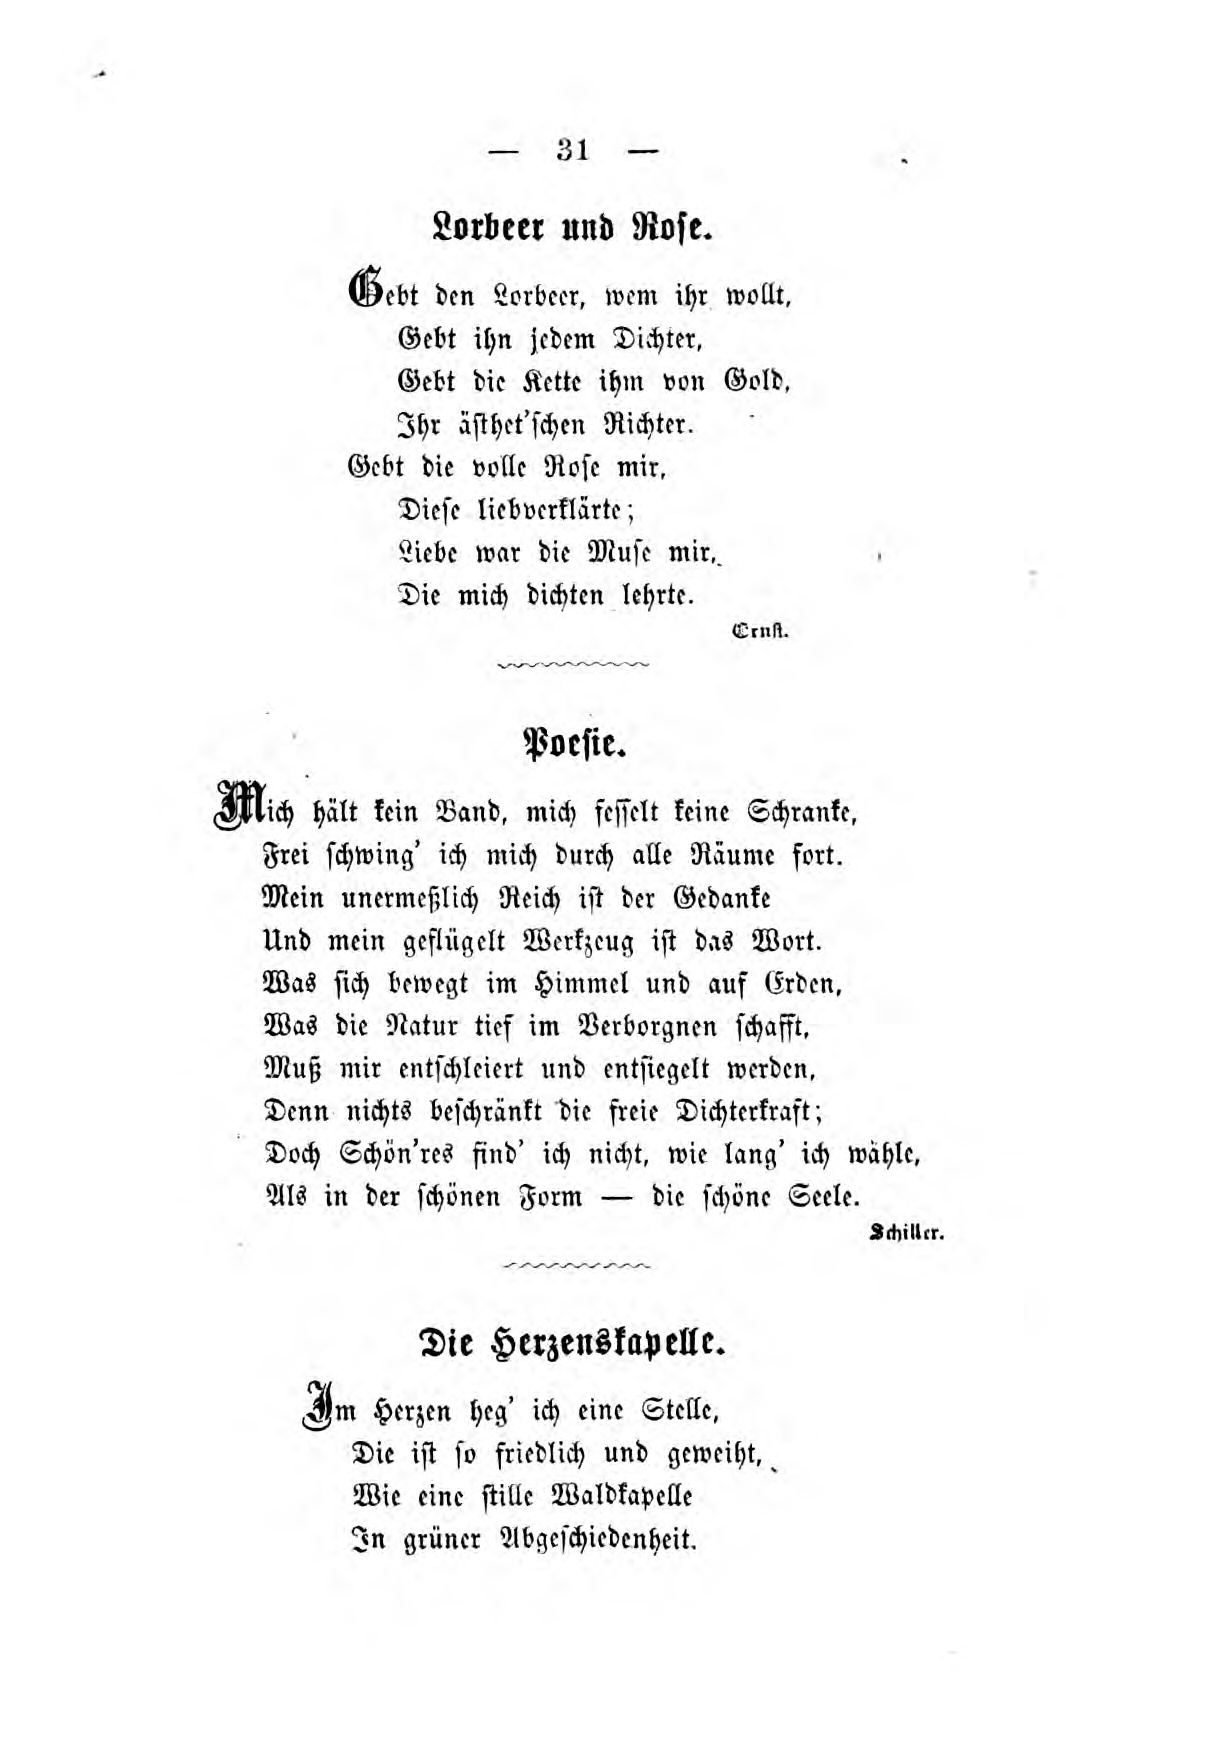 — 31 —
Lorbeer und Roſe.
Gebt den Lorbeer, wem ihr wollt,
Gebt ihn jedem Dichter,
Gebt die Kette ihm von Gold,
Ihr äſthet'ſchen Richter.
Gebt die volle Roſe mir,
Dieſe liebverklärte;
Liebe war die Muſe mir,
Die mich dichten lehrte.
Ernſt.
Poeſie.
Mich hält kein Band, mich feſſelt keine Schranke,
Frei ſchwing' ich mich durch alle Räume fort.
Mein unermeßlich Reich iſt der Gedanke
Und mein geflügelt Werkzeug iſt das Wort.
Was ſich bewegt im Himmel und auf Erden,
Was die Natur tief im Verborgnen ſchafft,
Muß mir entſchleiert und entſiegelt werden,
Denn nichts beſchränkt die freie Dichterkraft;
Doch Schön'res find' ich nicht, wie lang' ich wähle,
Als in der ſchönen Form — die ſchöne Seele.
Schiller.
Die Herzenskapelle.
Im Herzen heg' ich eine Stelle,
Die iſt ſo friedlich und geweiht,
Wie eine ſtille Waldkapelle
In grüner Abgeſchiedenheit.